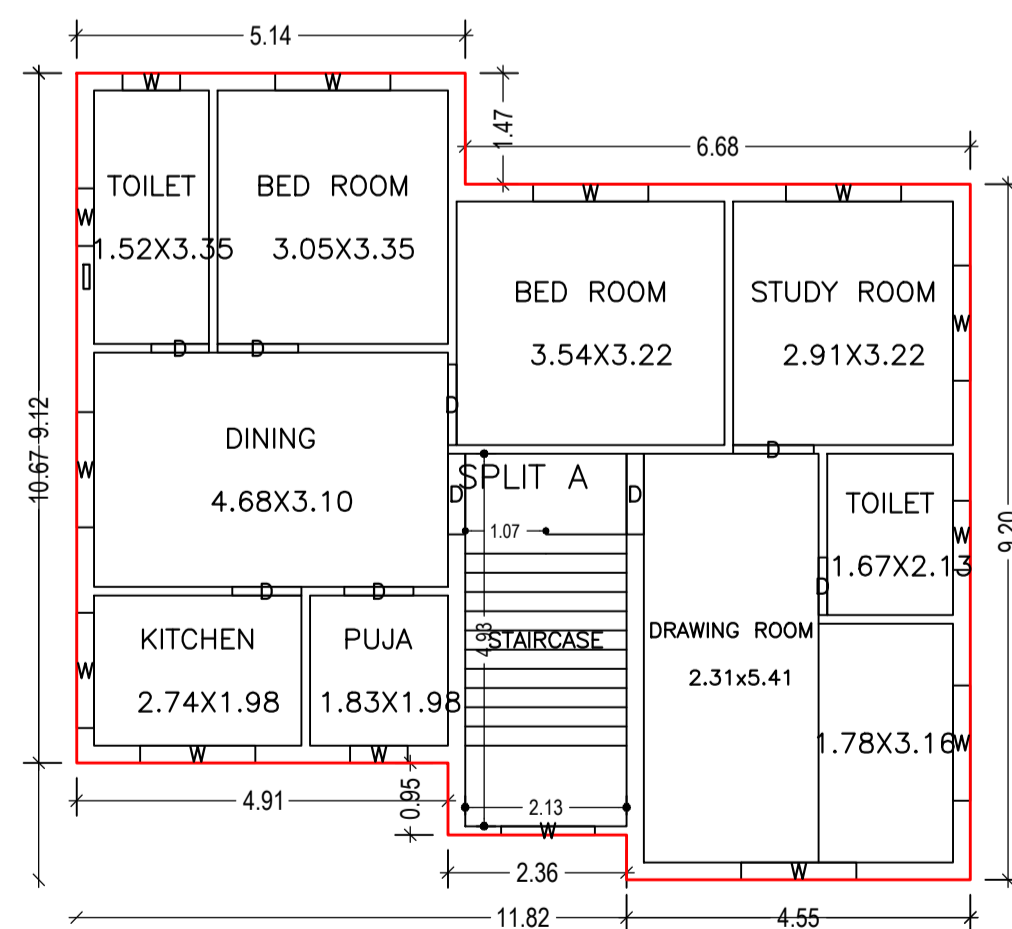 5.14
1.47
6.68
W
W
W
W
TOILET
1.52X3.35
BED ROOM
3.05X3.35
W
BED ROOM
3.54X3.22
STUDY ROOM
2.91X3.22
W
D
D
D
10.67
9.12
DINING
4.68X3.10
W
D
SPLIT A
D
D
1.07
TOILET
1.67X2.13
W
9.20
D
D
D
KITCHEN
2.74X1.98
W
PUJA
1.83X1.98
4.93
STAIRCASE
DRAWING ROOM
2.31x5.41
1.78X3.16
W
W
W
4.91
0.95
2.13
W
2.36
W
11.82
4.55